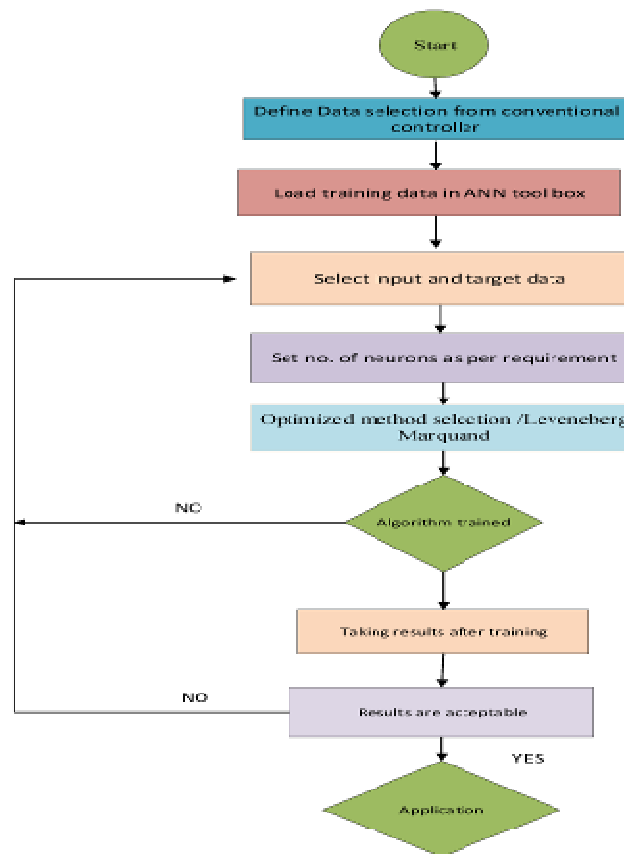 Start
Define Data selection from conventional
controller
Load training data in ANN tool box
Select input and target data
Set no. of neurons as per requirement
Optimized method selection /Leveneberg
Marquand
NO
Algorithm trained
Taking results after training
NO
Results are acceptable
YES
Application